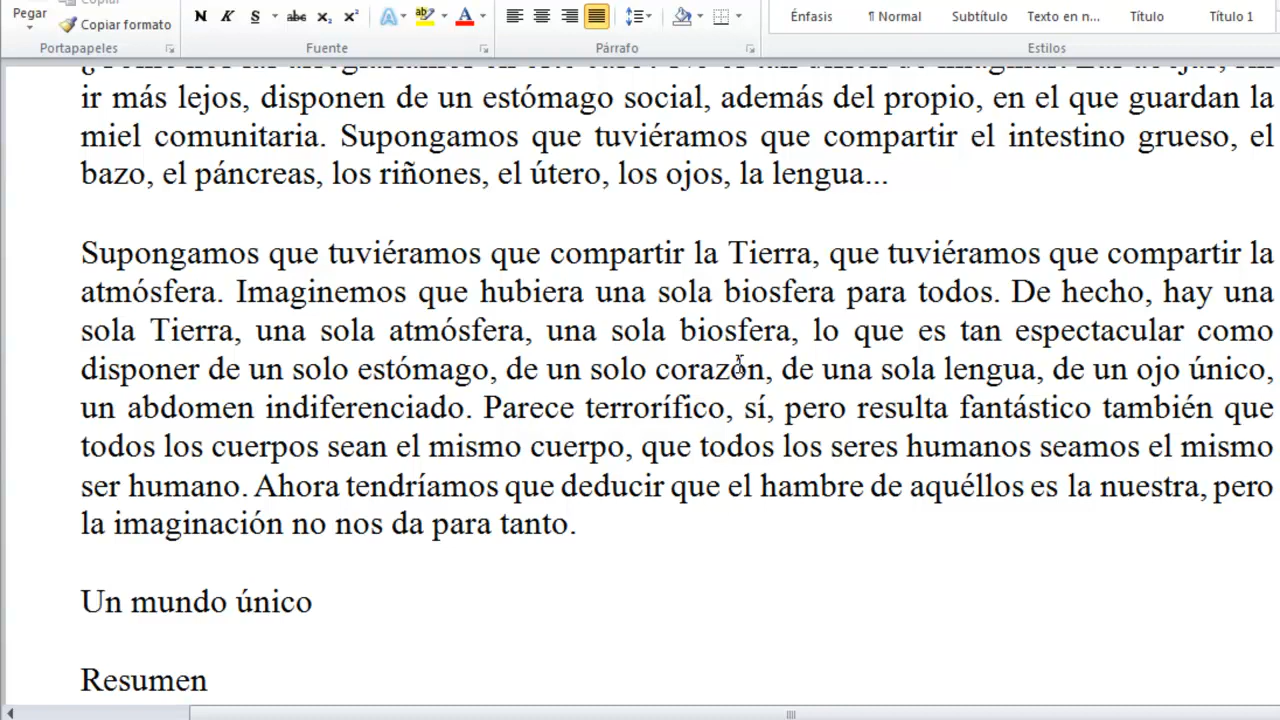 Pegar
Copiar formato
N K S abc x₂ x² A ab A
Énfasis ¶ Normal Subtítulo Texto en n... Título Título 1
Portapapeles Fuente Párrafo Estilos
ir más lejos, disponen de un estómago social, además del propio, en el que guardan la
miel comunitaria. Supongamos que tuviéramos que compartir el intestino grueso, el
bazo, el páncreas, los riñones, el útero, los ojos, la lengua...
Supongamos que tuviéramos que compartir la Tierra, que tuviéramos que compartir la
atmósfera. Imaginemos que hubiera una sola biosfera para todos. De hecho, hay una
sola Tierra, una sola atmósfera, una sola biosfera, lo que es tan espectacular como
disponer de un solo estómago, de un solo corazón, de una sola lengua, de un ojo único,
un abdomen indiferenciado. Parece terrorífico, sí, pero resulta fantástico también que
todos los cuerpos sean el mismo cuerpo, que todos los seres humanos seamos el mismo
ser humano. Ahora tendríamos que deducir que el hambre de aquéllos es la nuestra, pero
la imaginación no nos da para tanto.
Un mundo único
Resumen